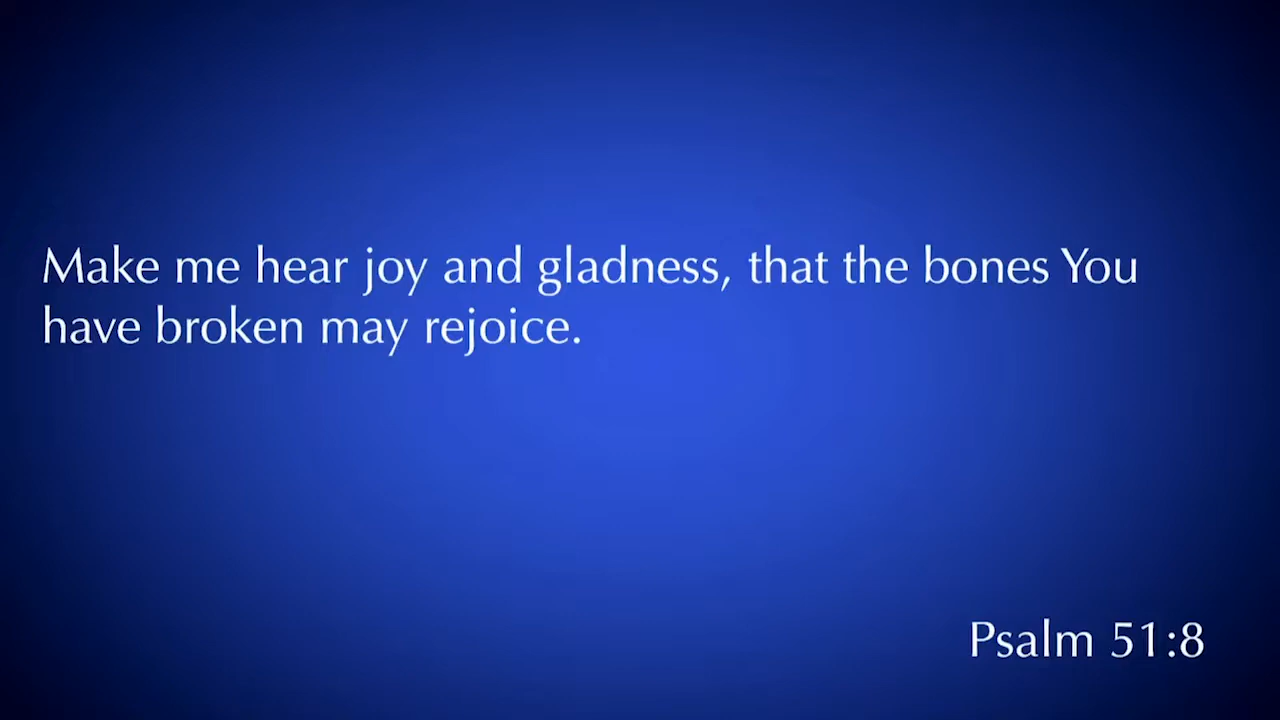 Make me hear joy and gladness, that the bones You
have broken may rejoice.
Psalm 51:8